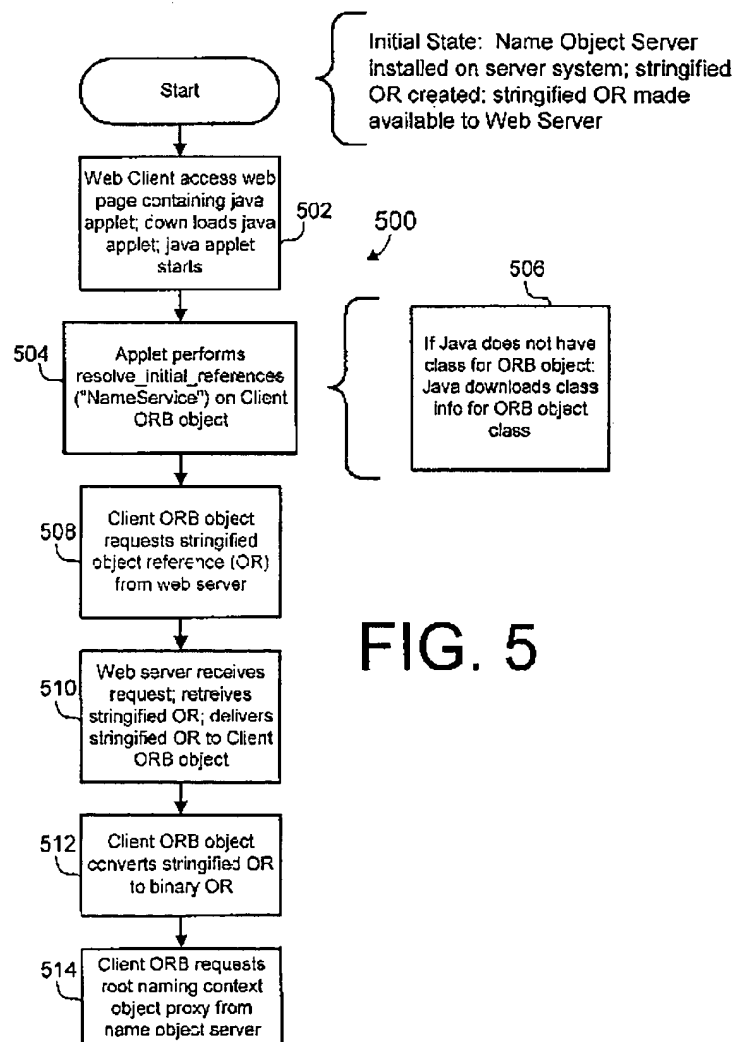 Start
Initial State: Name Object Server
installed on server system; stringified
OR created; stringified OR made
available to Web Server
Web Client access web
page containing java
applet; down loads java
applet; java applet
starts
502
500
504
Applet performs
resolve_initial_references
("NameService") on Client
ORB object
506
If Java does not have
class for ORB object:
Java downloads class
info for ORB object
class
508
Client ORB object
requests stringified
object reference (OR)
from web server
FIG. 5
510
Web server receives
request; retreives
stringified OR; delivers
stringified OR to Client
ORB object
512
Client ORB object
converts stringified OR
to binary OR
514
Client ORB requests
root naming context
object proxy from
name object server